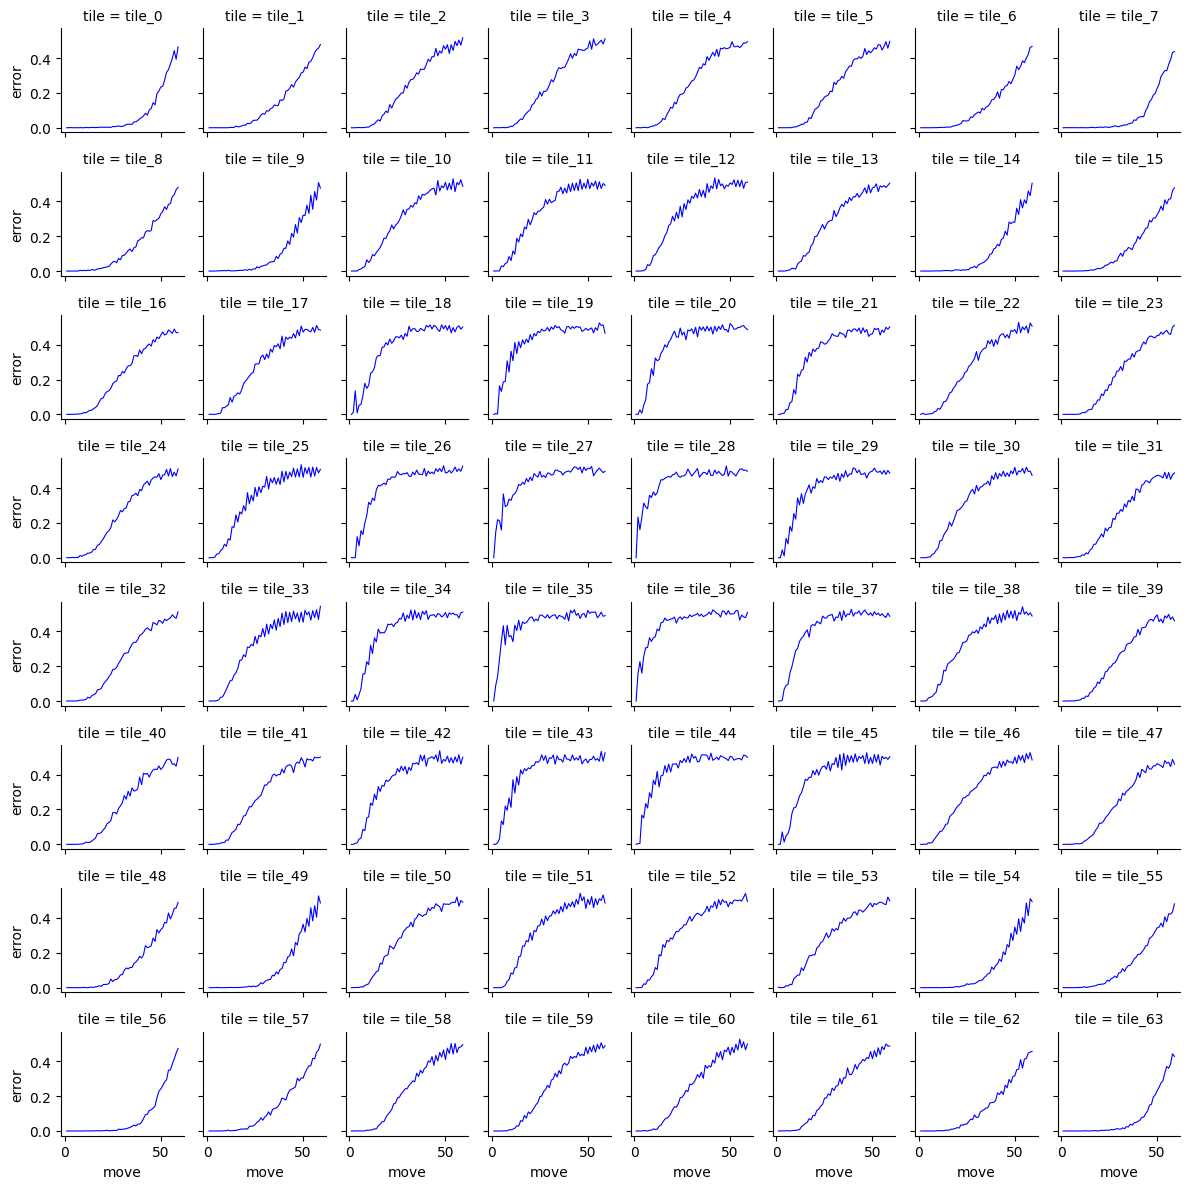 tile = tile_0 tile = tile_1 tile = tile_2 tile = tile_3 tile = tile_4 tile = tile_5 tile = tile_6 tile = tile_7
0.4
error
0.2
0.0
tile = tile_8 tile = tile_9 tile = tile_10 tile = tile_11 tile = tile_12 tile = tile_13 tile = tile_14 tile = tile_15
0.4
error
0.2
0.0
tile = tile_16 tile = tile_17 tile = tile_18 tile = tile_19 tile = tile_20 tile = tile_21 tile = tile_22 tile = tile_23
0.4
error
0.2
0.0
tile = tile_24 tile = tile_25 tile = tile_26 tile = tile_27 tile = tile_28 tile = tile_29 tile = tile_30 tile = tile_31
0.4
error
0.2
0.0
tile = tile_32 tile = tile_33 tile = tile_34 tile = tile_35 tile = tile_36 tile = tile_37 tile = tile_38 tile = tile_39
0.4
error
0.2
0.0
tile = tile_40 tile = tile_41 tile = tile_42 tile = tile_43 tile = tile_44 tile = tile_45 tile = tile_46 tile = tile_47
0.4
error
0.2
0.0
tile = tile_48 tile = tile_49 tile = tile_50 tile = tile_51 tile = tile_52 tile = tile_53 tile = tile_54 tile = tile_55
0.4
error
0.2
0.0
tile = tile_56 tile = tile_57 tile = tile_58 tile = tile_59 tile = tile_60 tile = tile_61 tile = tile_62 tile = tile_63
0.4
error
0.2
0.0
0 50 0 50 0 50 0 50 0 50 0 50 0 50 0 50
move move move move move move move move